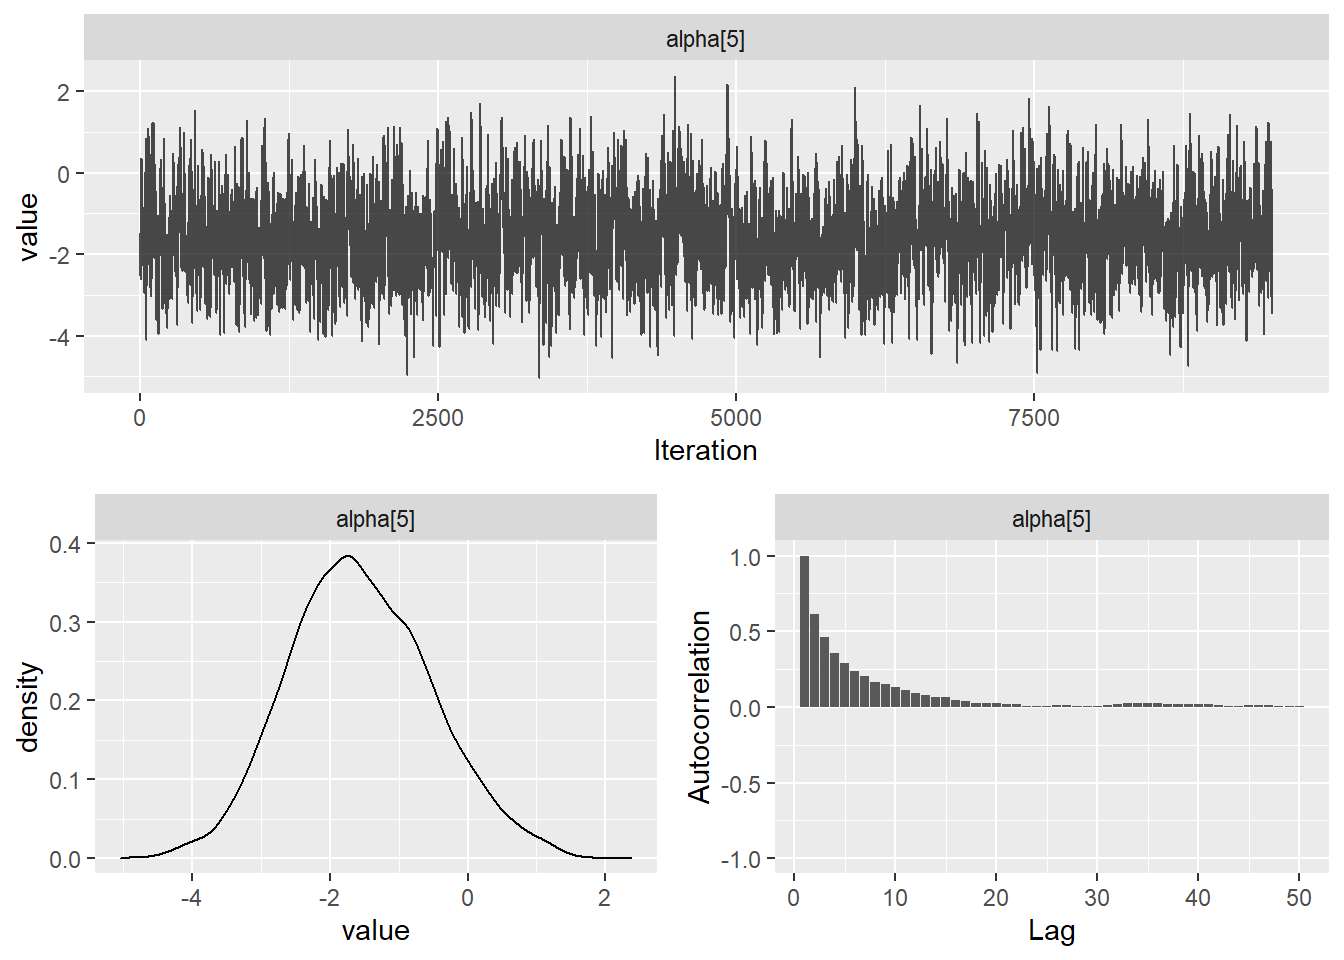 alpha[5]
2
0
-2
-4
value
0 2500 5000 7500
Iteration
alpha[5]
0.4
0.3
0.2
0.1
0.0
density
-4 -2 0 2
value
alpha[5]
1.0
0.5
0.0
-0.5
-1.0
Autocorrelation
0 10 20 30 40 50
Lag